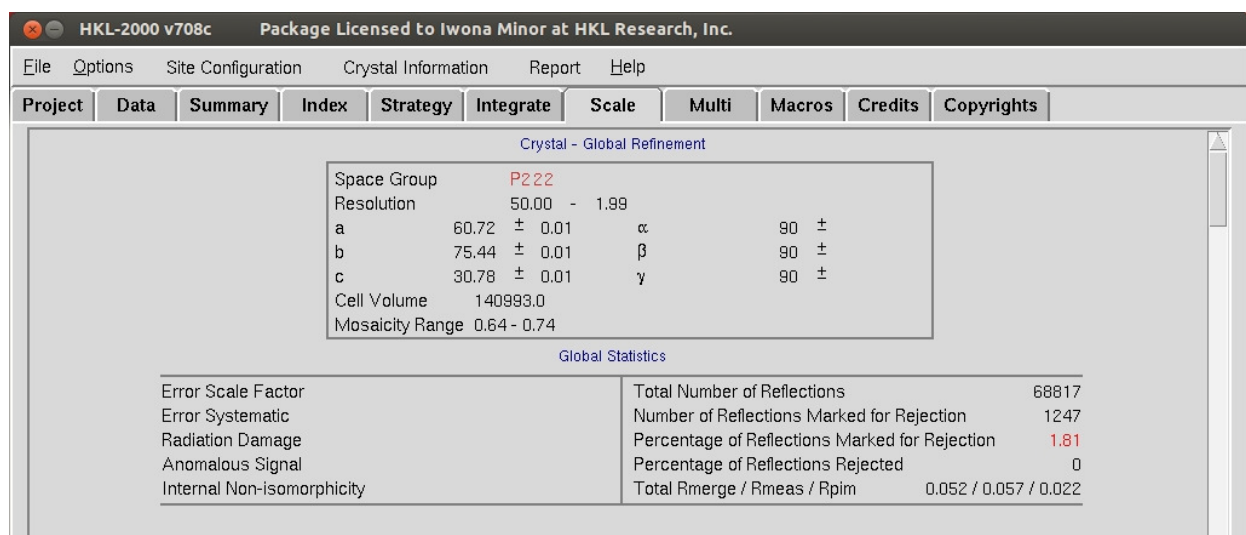 HKL-2000 v708c Package Licensed to Iwona Minor at HKL Research, Inc.
File Options Site Configuration Crystal Information Report Help
Project Data Summary Index Strategy Integrate Scale Multi Macros Credits Copyrights
Crystal - Global Refinement
Space Group P222
Resolution 50.00 - 1.99
a 60.72 ± 0.01 α 90 ±
b 75.44 ± 0.01 β 90 ±
c 30.78 ± 0.01 γ 90 ±
Cell Volume 140993.0
Mosaicity Range 0.64 - 0.74
Global Statistics
Error Scale Factor Total Number of Reflections 68817
Error Systematic Number of Reflections Marked for Rejection 1247
Radiation Damage Percentage of Reflections Marked for Rejection 1.81
Anomalous Signal Percentage of Reflections Rejected 0
Internal Non-isomorphicity Total Rmerge / Rmeas / Rpim 0.052 / 0.057 / 0.022